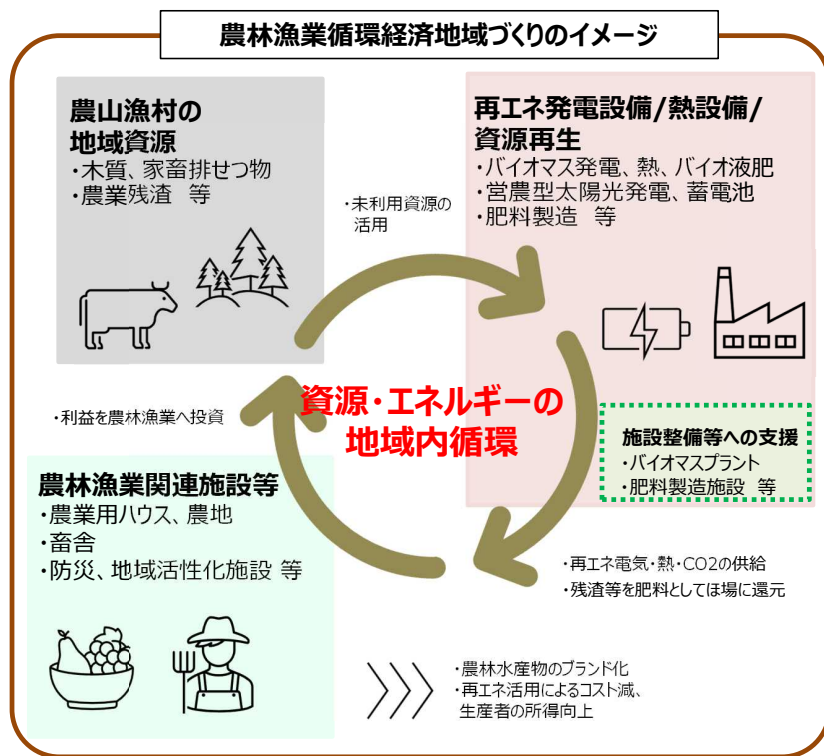 農林漁業循環経済地域づくりのイメージ
農山漁村の
地域資源
・木質、家畜排せつ物
・農業残渣 等
・未利用資源の
活用
再エネ発電設備/熱設備/
資源再生
・バイオマス発電、熱、バイオ液肥
・営農型太陽光発電、蓄電池
・肥料製造 等
資源・エネルギーの
地域内循環
施設整備等への支援
・バイオマスプラント
・肥料製造施設 等
・利益を農林漁業へ投資
農林漁業関連施設等
・農業用ハウス、農地
・畜舎
・防災、地域活性化施設 等
・再エネ電気・熱・CO2の供給
・残渣等を肥料としてほ場に還元
・農林水産物のブランド化
・再エネ活用によるコスト減、
生産者の所得向上